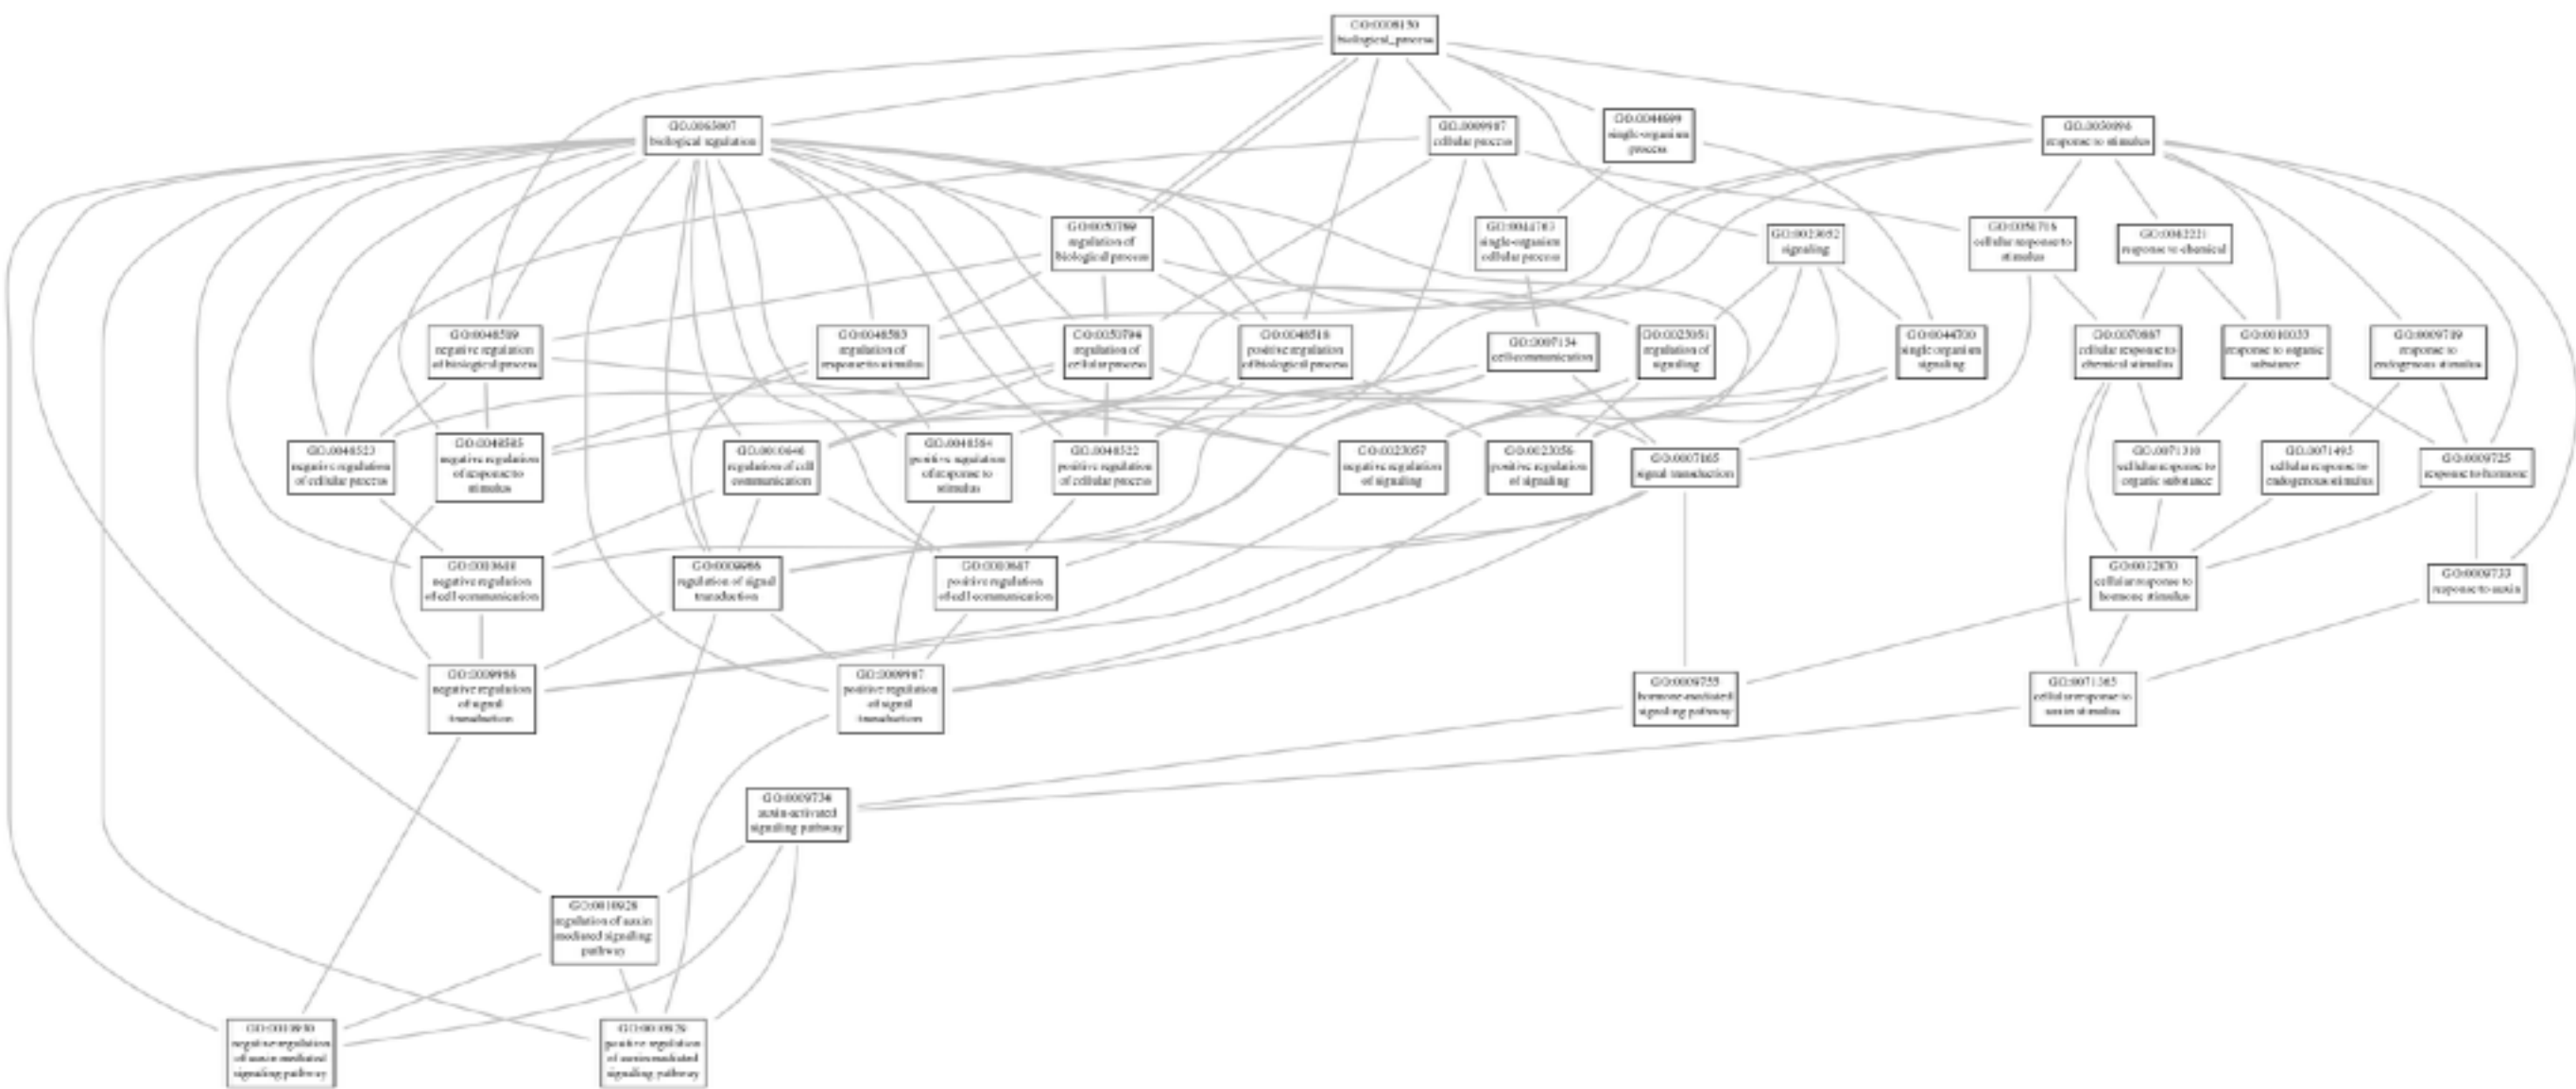 GO:0008150
biological_process
GO:0065007
biological regulation
GO:0009987
cellular process
GO:0044699
single-organism
process
GO:0050896
response to stimulus
GO:0050789
regulation of
biological process
GO:0044763
single-organism
cellular process
GO:0023052
signaling
GO:0051716
cellular response to
stimulus
GO:0042221
response to chemical
GO:0048519
negative regulation
of biological process
GO:0048583
regulation of
response to stimulus
GO:0050794
regulation of
cellular process
GO:0048518
positive regulation
of biological process
GO:0007154
cell communication
GO:0023051
regulation of
signaling
GO:0044700
single organism
signaling
GO:0070887
cellular response to
chemical stimulus
GO:0010033
response to organic
substance
GO:0009719
response to
endogenous stimulus
GO:0048523
negative regulation
of cellular process
GO:0048585
negative regulation
of response to
stimulus
GO:0010646
regulation of cell
communication
GO:0048584
positive regulation
of response to
stimulus
GO:0048522
positive regulation
of cellular process
GO:0023057
negative regulation
of signaling
GO:0023056
positive regulation
of signaling
GO:0007165
signal transduction
GO:0071310
cellular response to
organic substance
GO:0071495
cellular response to
endogenous stimulus
GO:0009725
response to hormone
GO:0010648
negative regulation
of cell communication
GO:0009966
regulation of signal
transduction
GO:0010647
positive regulation
of cell communication
GO:0032870
cellular response to
hormone stimulus
GO:0009733
response to auxin
GO:0009968
negative regulation
of signal
transduction
GO:0009967
positive regulation
of signal
transduction
GO:0009755
hormone-mediated
signaling pathway
GO:0071365
cellular response to
auxin stimulus
GO:0009734
auxin-activated
signaling pathway
GO:0010928
regulation of auxin
mediated signaling
pathway
GO:0010930
negative regulation
of auxin mediated
signaling pathway
GO:0010929
positive regulation
of auxin mediated
signaling pathway